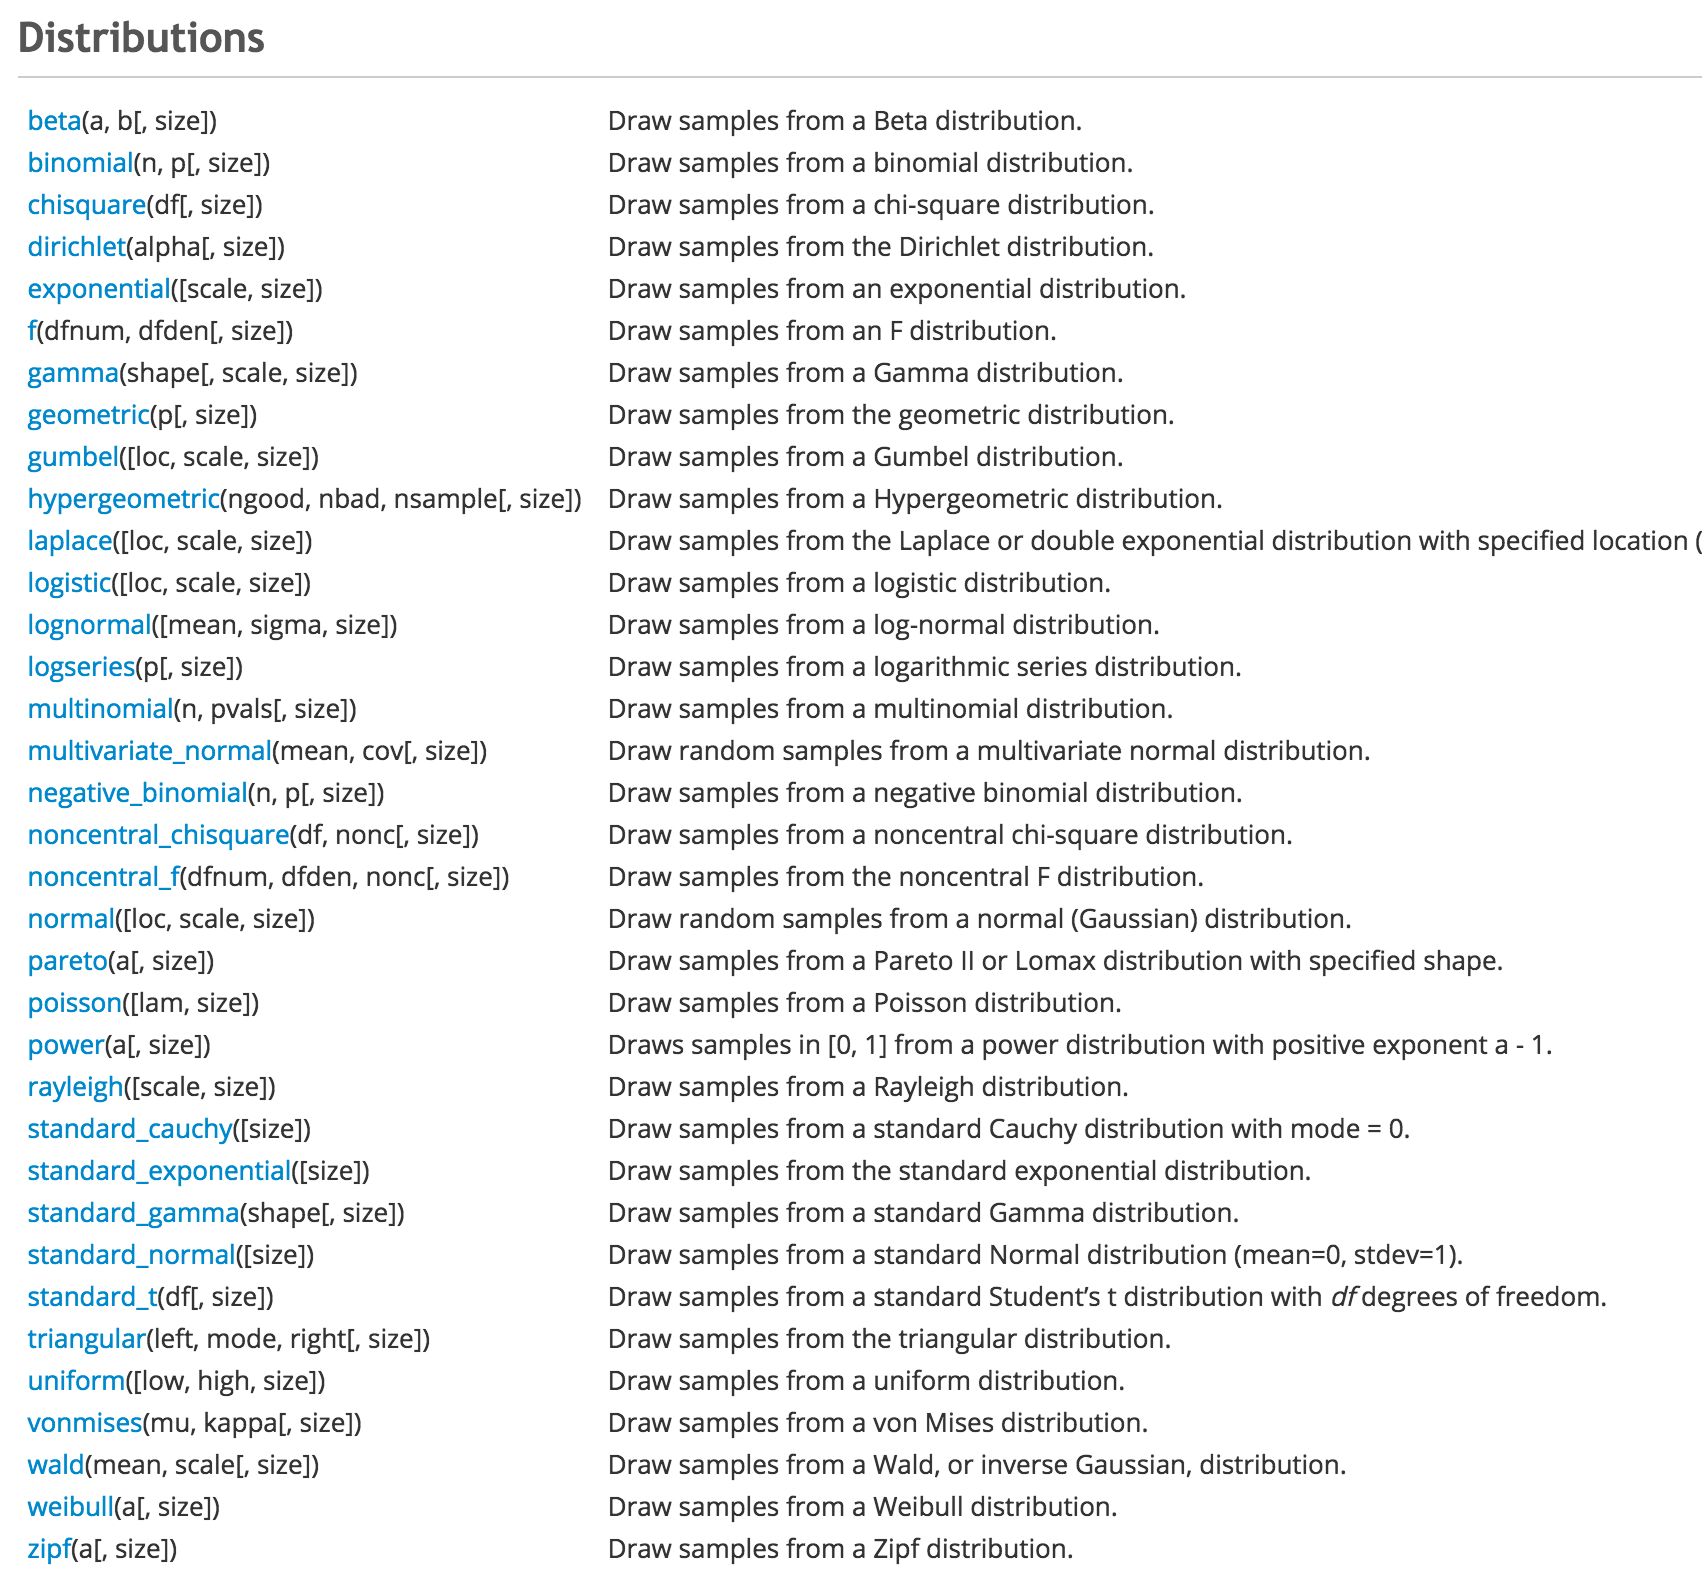 Distributions
beta(a, b[, size]) Draw samples from a Beta distribution.
binomial(n, p[, size]) Draw samples from a binomial distribution.
chisquare(df[, size]) Draw samples from a chi-square distribution.
dirichlet(alpha[, size]) Draw samples from the Dirichlet distribution.
exponential([scale, size]) Draw samples from an exponential distribution.
f(dfnum, dfden[, size]) Draw samples from an F distribution.
gamma(shape[, scale, size]) Draw samples from a Gamma distribution.
geometric(p[, size]) Draw samples from the geometric distribution.
gumbel([loc, scale, size]) Draw samples from a Gumbel distribution.
hypergeometric(ngood, nbad, nsample[, size]) Draw samples from a Hypergeometric distribution.
laplace([loc, scale, size]) Draw samples from the Laplace or double exponential distribution with specified location (
logistic([loc, scale, size]) Draw samples from a logistic distribution.
lognormal([mean, sigma, size]) Draw samples from a log-normal distribution.
logseries(p[, size]) Draw samples from a logarithmic series distribution.
multinomial(n, pvals[, size]) Draw samples from a multinomial distribution.
multivariate_normal(mean, cov[, size]) Draw random samples from a multivariate normal distribution.
negative_binomial(n, p[, size]) Draw samples from a negative binomial distribution.
noncentral_chisquare(df, nonc[, size]) Draw samples from a noncentral chi-square distribution.
noncentral_f(dfnum, dfden, nonc[, size]) Draw samples from the noncentral F distribution.
normal([loc, scale, size]) Draw random samples from a normal (Gaussian) distribution.
pareto(a[, size]) Draw samples from a Pareto II or Lomax distribution with specified shape.
poisson([lam, size]) Draw samples from a Poisson distribution.
power(a[, size]) Draws samples in [0, 1] from a power distribution with positive exponent a - 1.
rayleigh([scale, size]) Draw samples from a Rayleigh distribution.
standard_cauchy([size]) Draw samples from a standard Cauchy distribution with mode = 0.
standard_exponential([size]) Draw samples from the standard exponential distribution.
standard_gamma(shape[, size]) Draw samples from a standard Gamma distribution.
standard_normal([size]) Draw samples from a standard Normal distribution (mean=0, stdev=1).
standard_t(df[, size]) Draw samples from a standard Student’s t distribution with df degrees of freedom.
triangular(left, mode, right[, size]) Draw samples from the triangular distribution.
uniform([low, high, size]) Draw samples from a uniform distribution.
vonmises(mu, kappa[, size]) Draw samples from a von Mises distribution.
wald(mean, scale[, size]) Draw samples from a Wald, or inverse Gaussian, distribution.
weibull(a[, size]) Draw samples from a Weibull distribution.
zipf(a[, size]) Draw samples from a Zipf distribution.